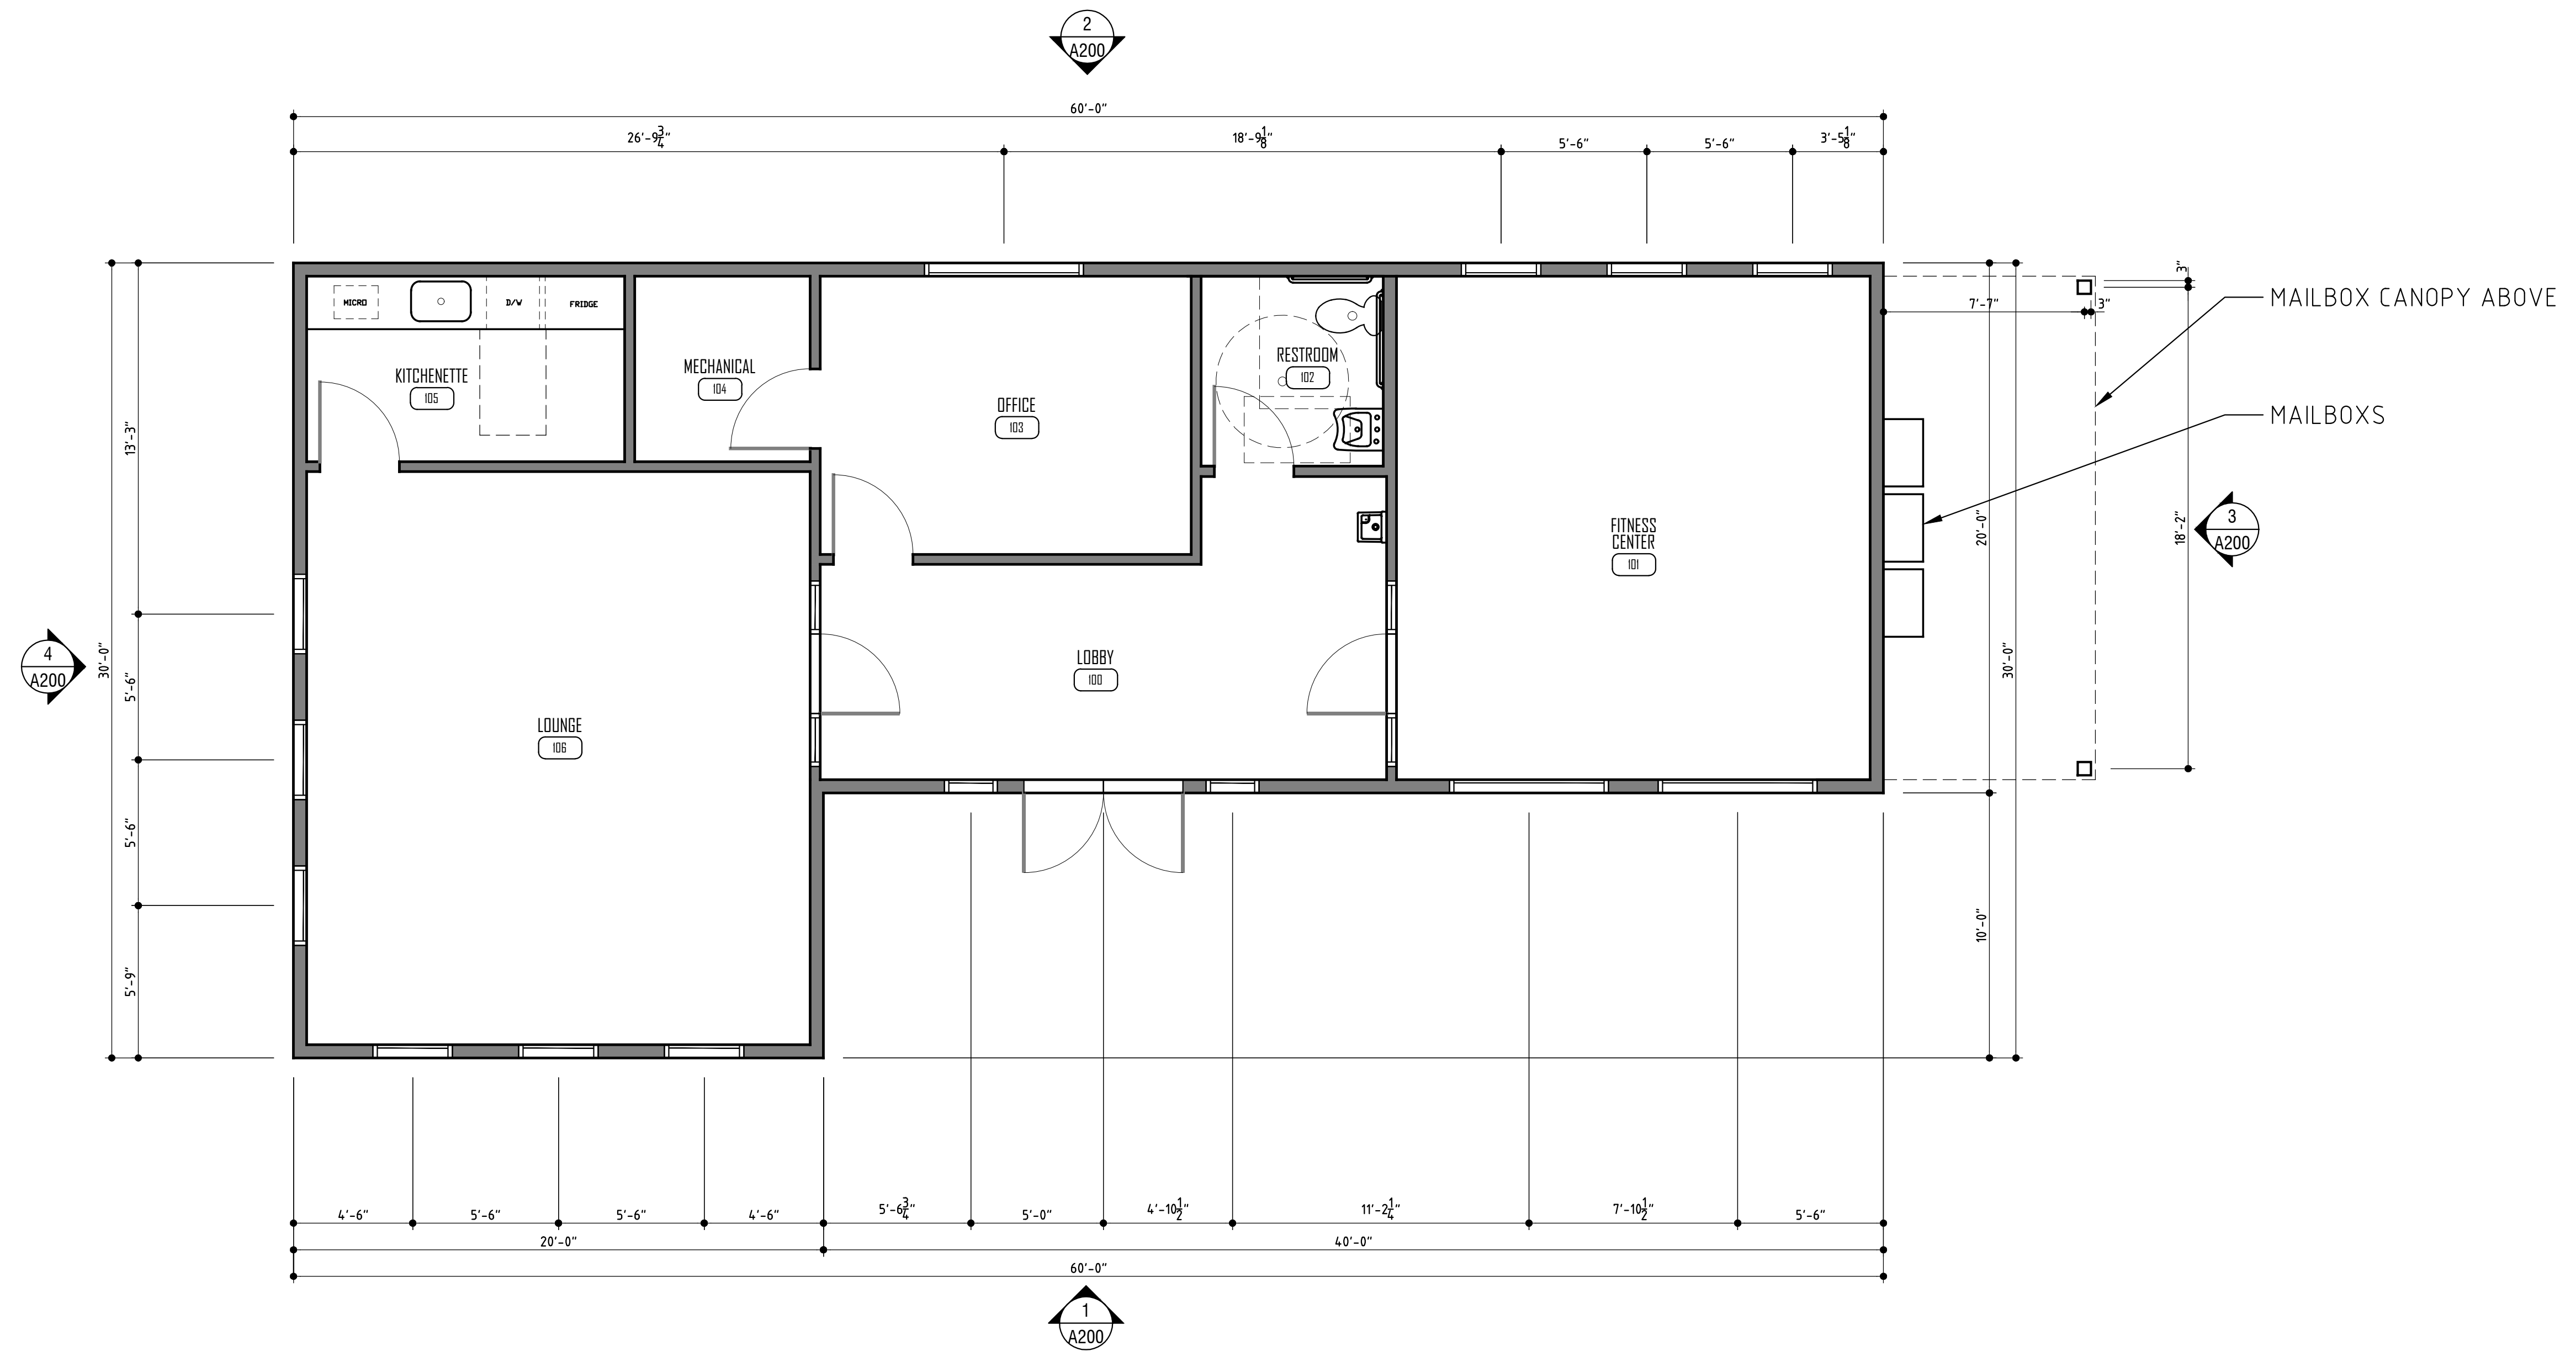 2
A200
60'-0"
26'-9 3/4"
18'-9 1/8"
5'-6"
5'-6"
3'-5 1/8"
3"
7'-7"
3"
MAILBOX CANOPY ABOVE
MICRO
D/W
FRIDGE
RESTROOM
102
MECHANICAL
104
KITCHENETTE
105
OFFICE
103
MAILBOXS
13'-3"
FITNESS
CENTER
101
20'-0"
18'-2"
3
A200
4
A200
30'-0"
5'-6"
LOBBY
100
30'-0"
LOUNGE
106
5'-6"
10'-0"
5'-9"
4'-6"
5'-6"
5'-6"
4'-6"
5'-6 3/4"
5'-0"
4'-10 1/2"
11'-2 1/4"
7'-10 1/2"
5'-6"
20'-0"
40'-0"
60'-0"
1
A200